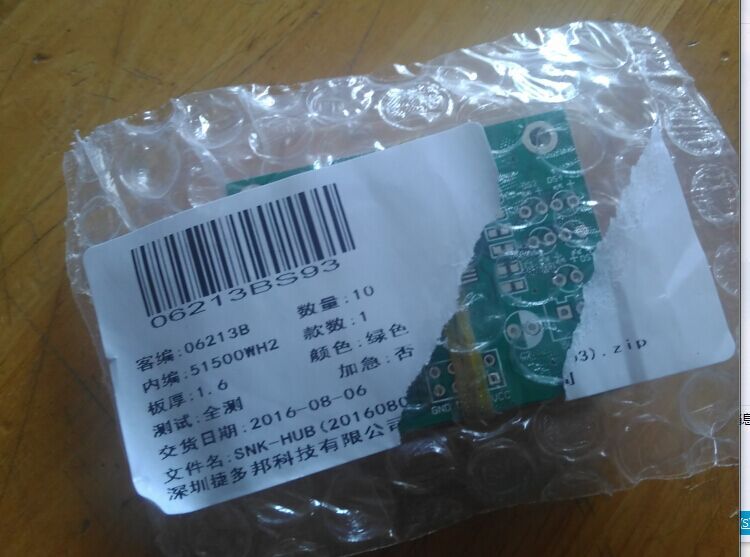 06213BS93
客编:06213B 数量:10
内编:51500WH2 款数:1
板厚:1.6 颜色:绿色
测试:全测 加急:否
交货日期:2016-08-06
文件名:SNK-HUB(2016080 03).zip
深圳捷多邦科技有限公司
GND VCC